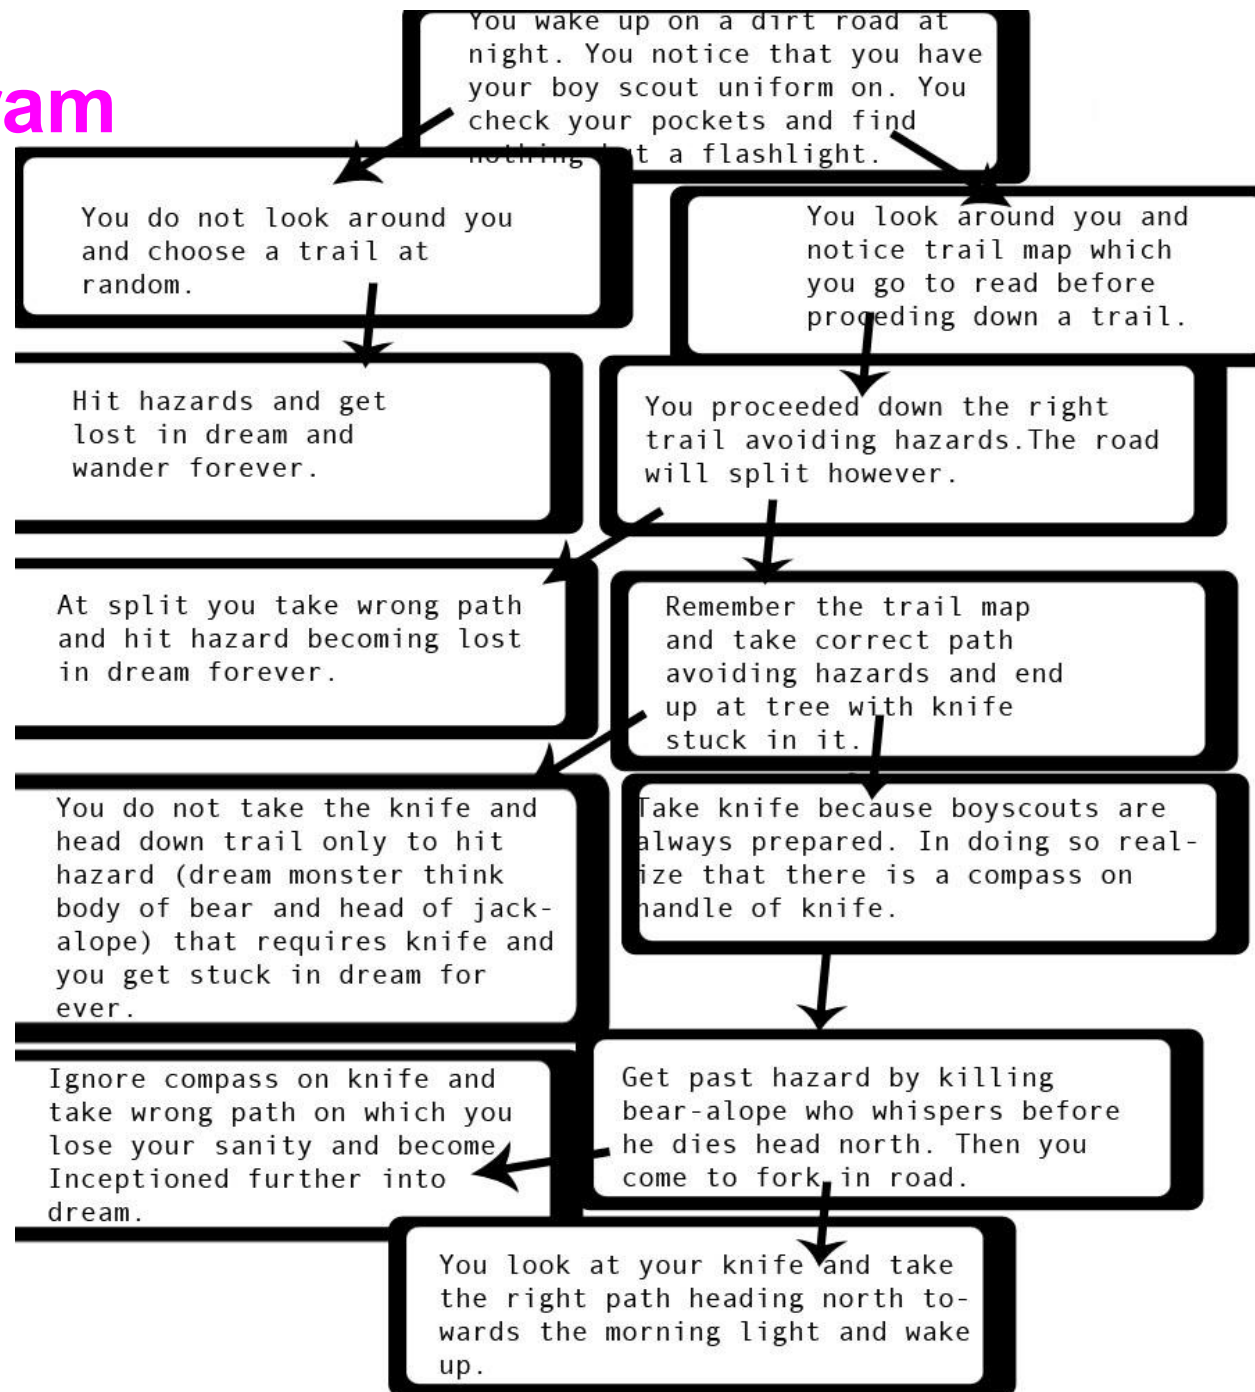 You wake up on a dirt road at
night. You notice that you have
your boy scout uniform on. You
check your pockets and find
nothing but a flashlight.
ram
You do not look around you
and choose a trail at
random.
You look around you and
notice trail map which
you go to read before
proceding down a trail.
Hit hazards and get
lost in dream and
wander forever.
You proceeded down the right
trail avoiding hazards.The road
will split however.
At split you take wrong path
and hit hazard becoming lost
in dream forever.
Remember the trail map
and take correct path
avoiding hazards and end
up at tree with knife
stuck in it.
You do not take the knife and
head down trail only to hit
hazard (dream monster think
body of bear and head of jack-
alope) that requires knife and
you get stuck in dream for
ever.
Take knife because boyscouts are
always prepared. In doing so real-
ize that there is a compass on
handle of knife.
Ignore compass on knife and
take wrong path on which you
lose your sanity and become
Inceptioned further into
dream.
Get past hazard by killing
bear-alope who whispers before
he dies head north. Then you
come to fork in road.
You look at your knife and take
the right path heading north to-
wards the morning light and wake
up.